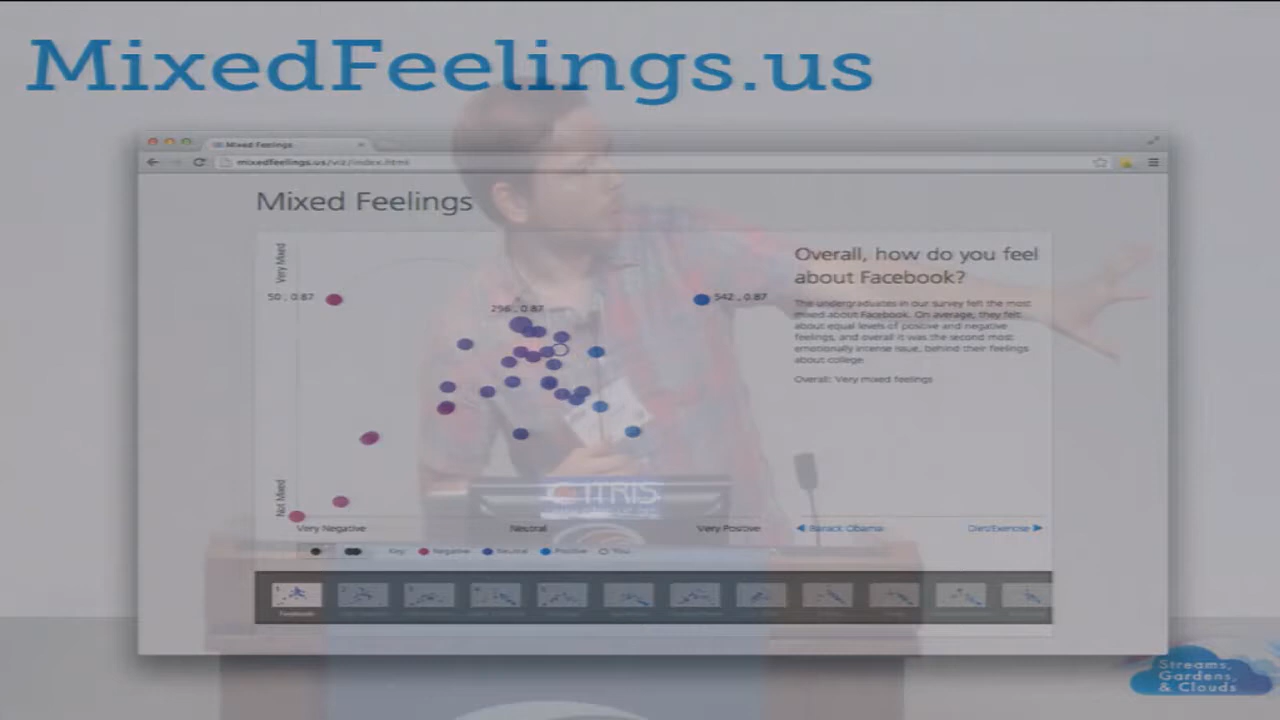 MixedFeelings.us
Mixed Feelings
mixedfeelings.us/viz/index.html
Mixed Feelings
Very Mixed
Not Mixed
50 , 0.87
256 , 0.87
542 , 0.87
Very Negative
Neutral
Very Positive
Key:
Negative
Neutral
Positive
You
Overall, how do you feel
about Facebook?
The undergraduates in our survey felt the most
mixed about Facebook. On average, they felt
about equal levels of positive and negative
feelings, and overall it was the second most
emotionally intense issue, behind their feelings
about college.
Overall: Very mixed feelings
Barack Obama
Diet/Exercise
Facebook
CITRIS
Streams,
Gardens,
& Clouds